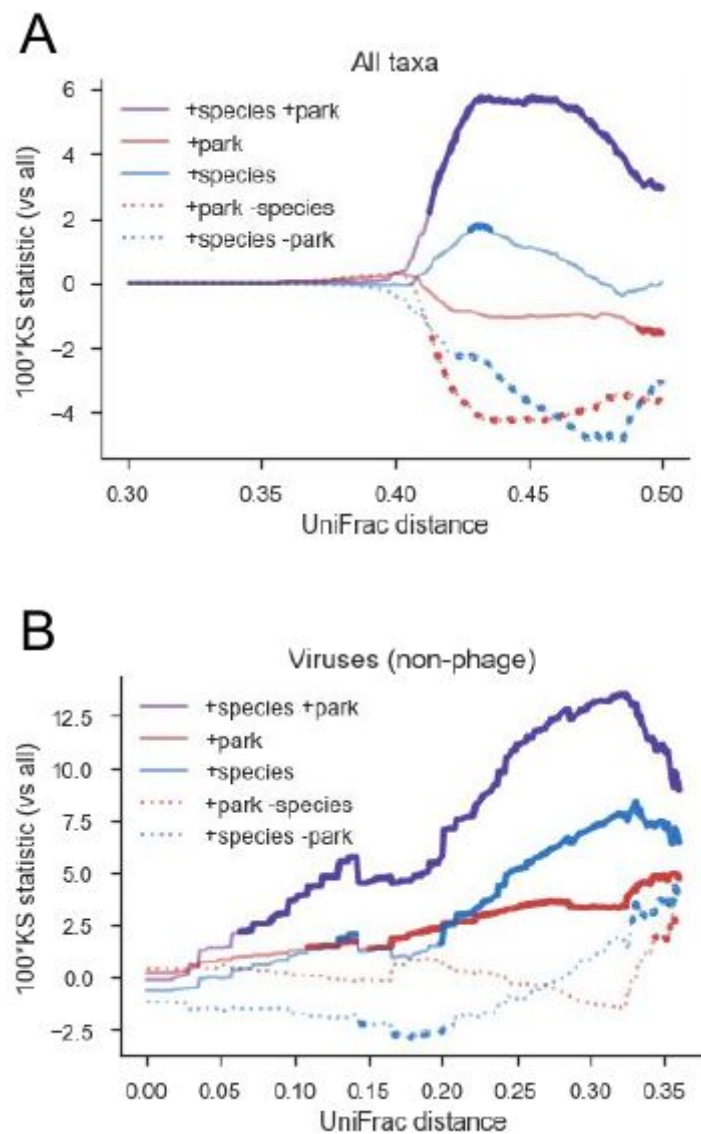 A
All taxa
6
4
2
0
−2
−4
100*KS statistic (vs all)
+species +park
+park
+species
+park -species
+species -park
0.30 0.35 0.40 0.45 0.50
UniFrac distance
B
Viruses (non-phage)
12.5
10.0
7.5
5.0
2.5
0.0
−2.5
100*KS statistic (vs all)
+species +park
+park
+species
+park -species
+species -park
0.00 0.05 0.10 0.15 0.20 0.25 0.30 0.35
UniFrac distance